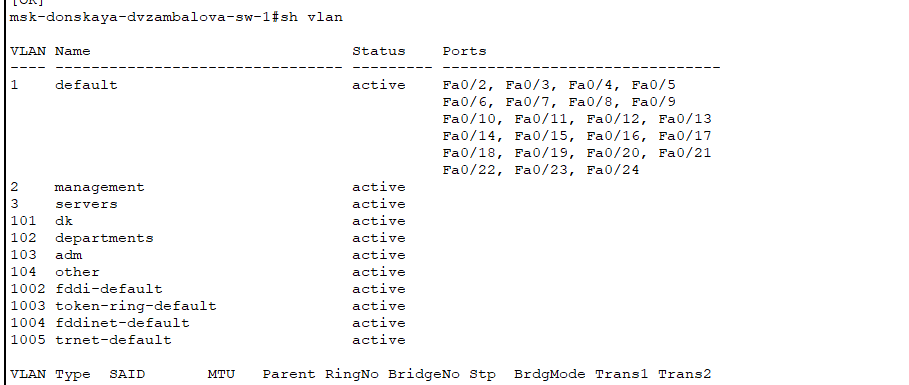 [OK]
msk-donskaya-dvzambalova-sw-1#sh vlan
VLAN Name                             Status    Ports
---- -------------------------------- --------- -------------------------------
1    default                          active    Fa0/2, Fa0/3, Fa0/4, Fa0/5
                                                Fa0/6, Fa0/7, Fa0/8, Fa0/9
                                                Fa0/10, Fa0/11, Fa0/12, Fa0/13
                                                Fa0/14, Fa0/15, Fa0/16, Fa0/17
                                                Fa0/18, Fa0/19, Fa0/20, Fa0/21
                                                Fa0/22, Fa0/23, Fa0/24
2    management                       active
3    servers                          active
101  dk                               active
102  departments                      active
103  adm                              active
104  other                            active
1002 fddi-default                     active
1003 token-ring-default               active
1004 fddinet-default                  active
1005 trnet-default                    active
VLAN Type  SAID       MTU   Parent RingNo BridgeNo Stp  BrdgMode Trans1 Trans2